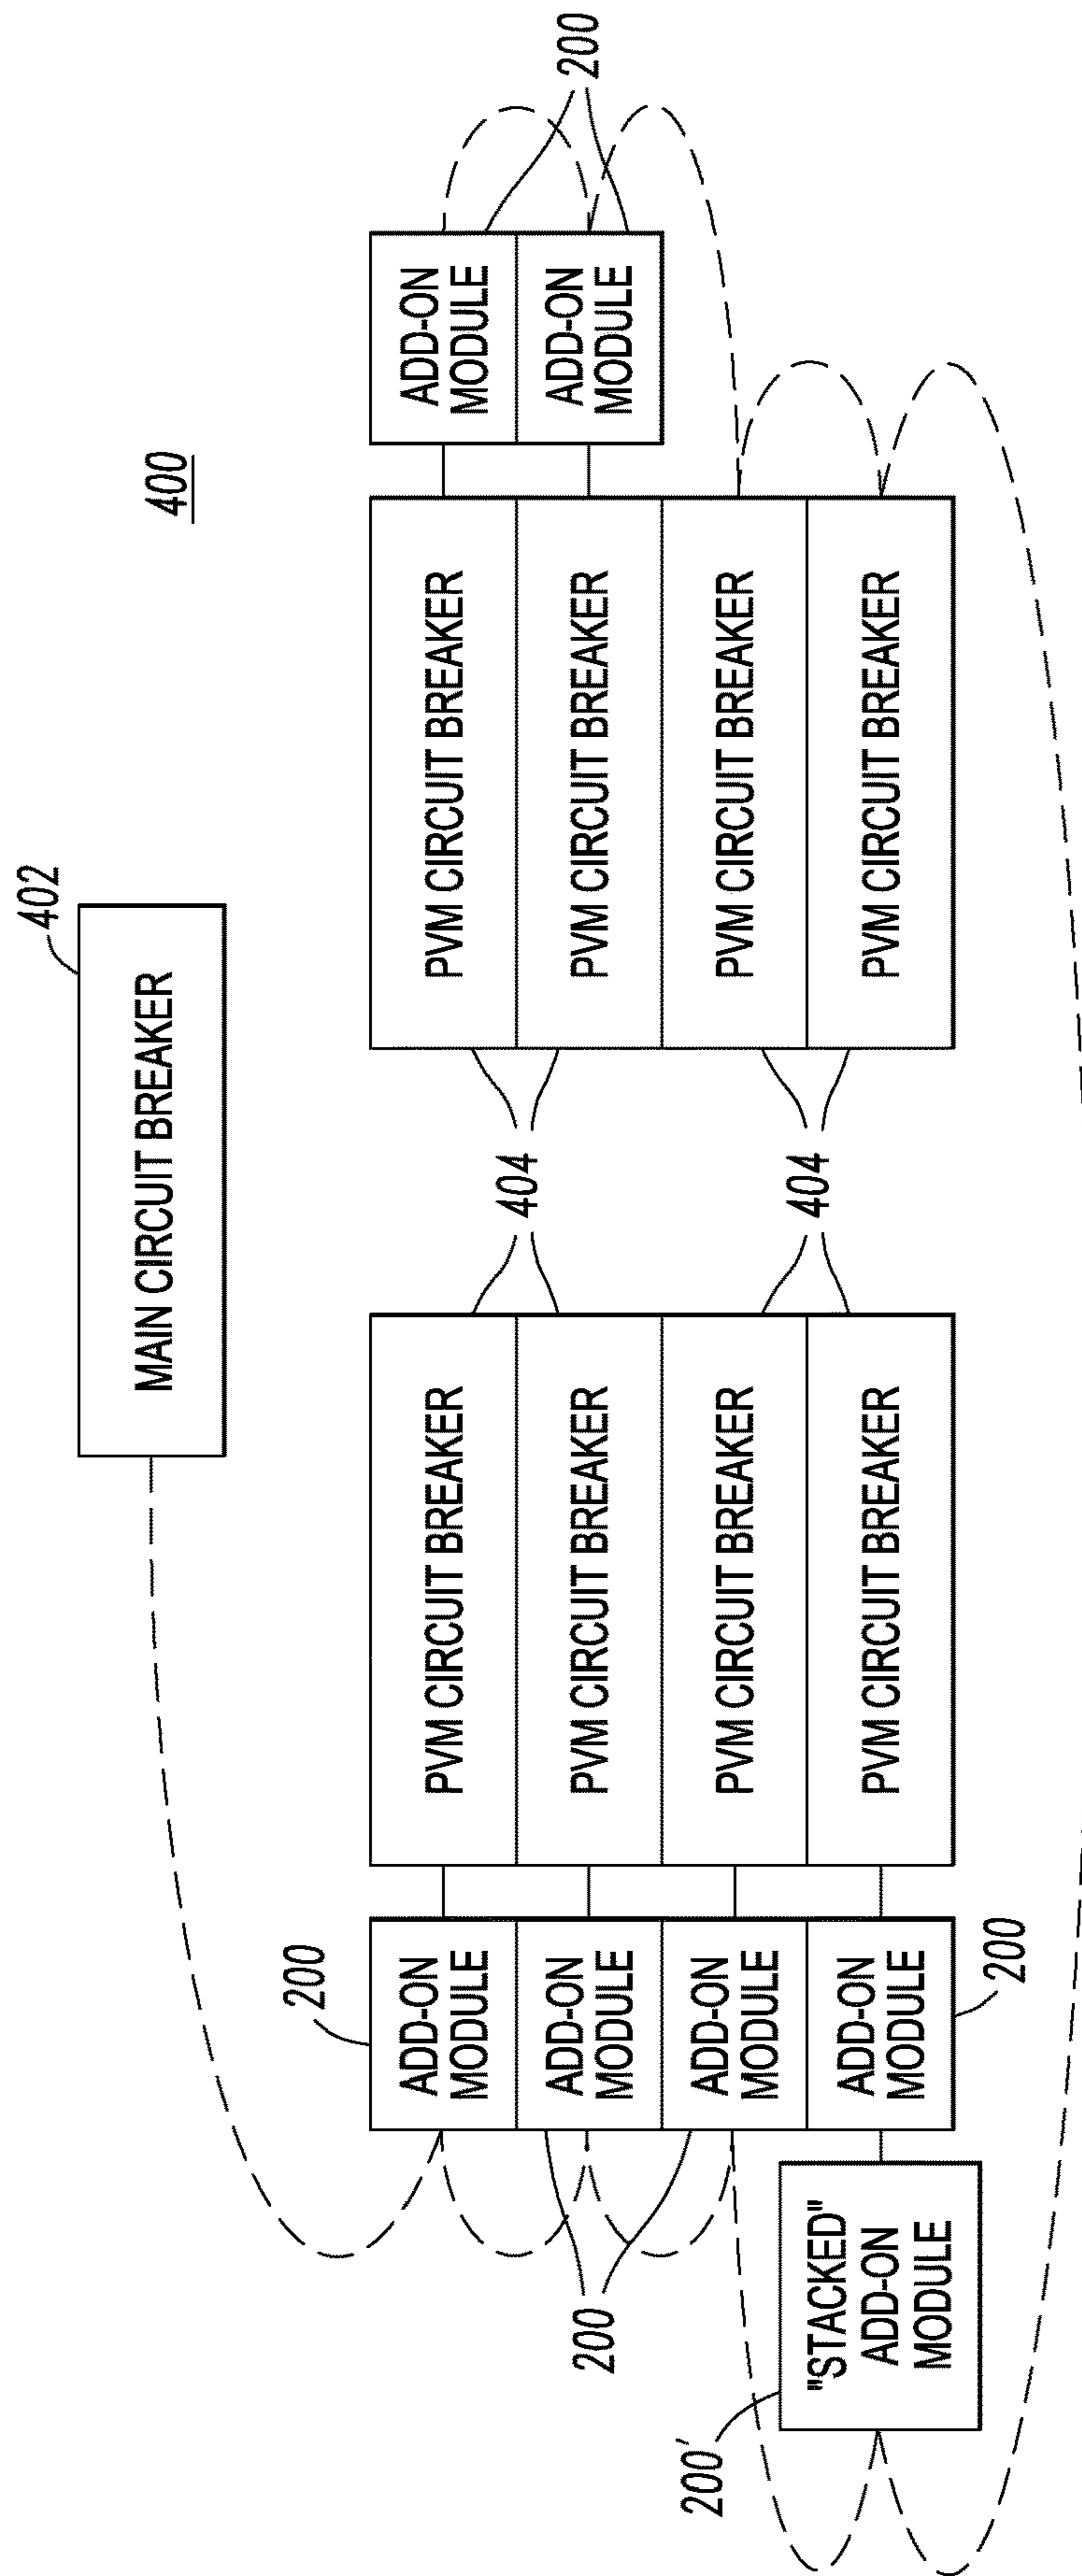 400
402
MAIN CIRCUIT BREAKER
200
ADD-ON
MODULE
PVM CIRCUIT BREAKER
404
PVM CIRCUIT BREAKER
ADD-ON
MODULE
200
ADD-ON
MODULE
PVM CIRCUIT BREAKER
PVM CIRCUIT BREAKER
ADD-ON
MODULE
200
ADD-ON
MODULE
PVM CIRCUIT BREAKER
404
PVM CIRCUIT BREAKER
200'
"STACKED"
ADD-ON
MODULE
ADD-ON
MODULE
200
PVM CIRCUIT BREAKER
PVM CIRCUIT BREAKER